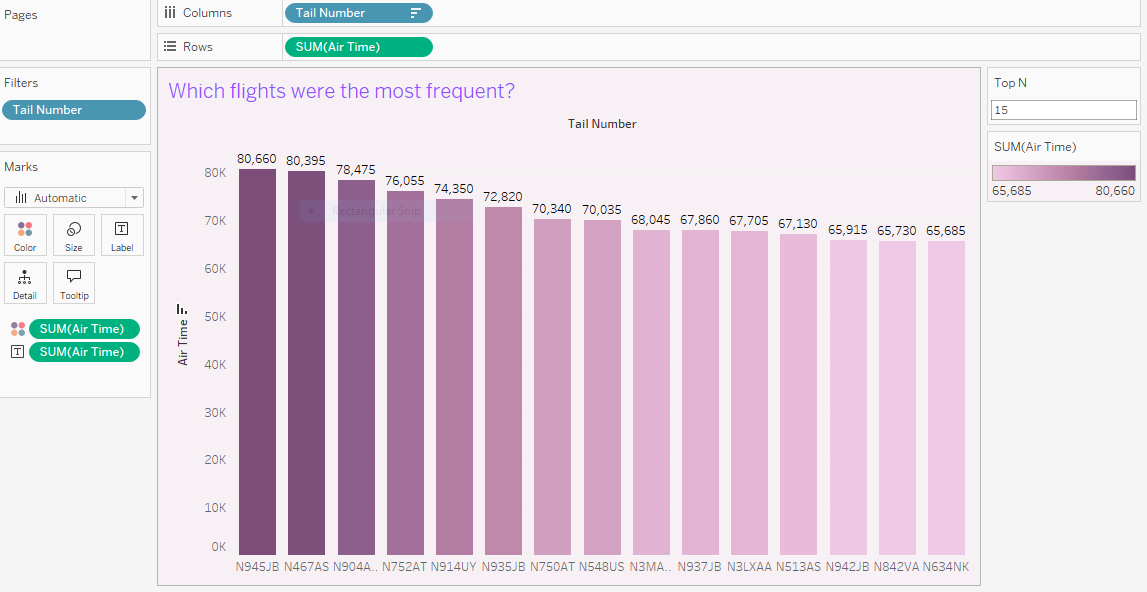 Pages
Columns
Tail Number
Rows
SUM(Air Time)
Filters
Tail Number
Marks
Automatic
Color
Size
Label
Detail
Tooltip
SUM(Air Time)
SUM(Air Time)
Which flights were the most frequent?
Tail Number
80,660 80,395 78,475 76,055 74,350 72,820 70,340 70,035 68,045 67,860 67,705 67,130 65,915 65,730 65,685
Rectangular Snip
80K
70K
60K
50K
40K
30K
20K
10K
0K
Air Time
N945JB N467AS N904A.. N752AT N914UY N935JB N750AT N548US N3MA.. N937JB N3LXAA N513AS N942JB N842VA N634NK
Top N
15
SUM(Air Time)
65,685 80,660